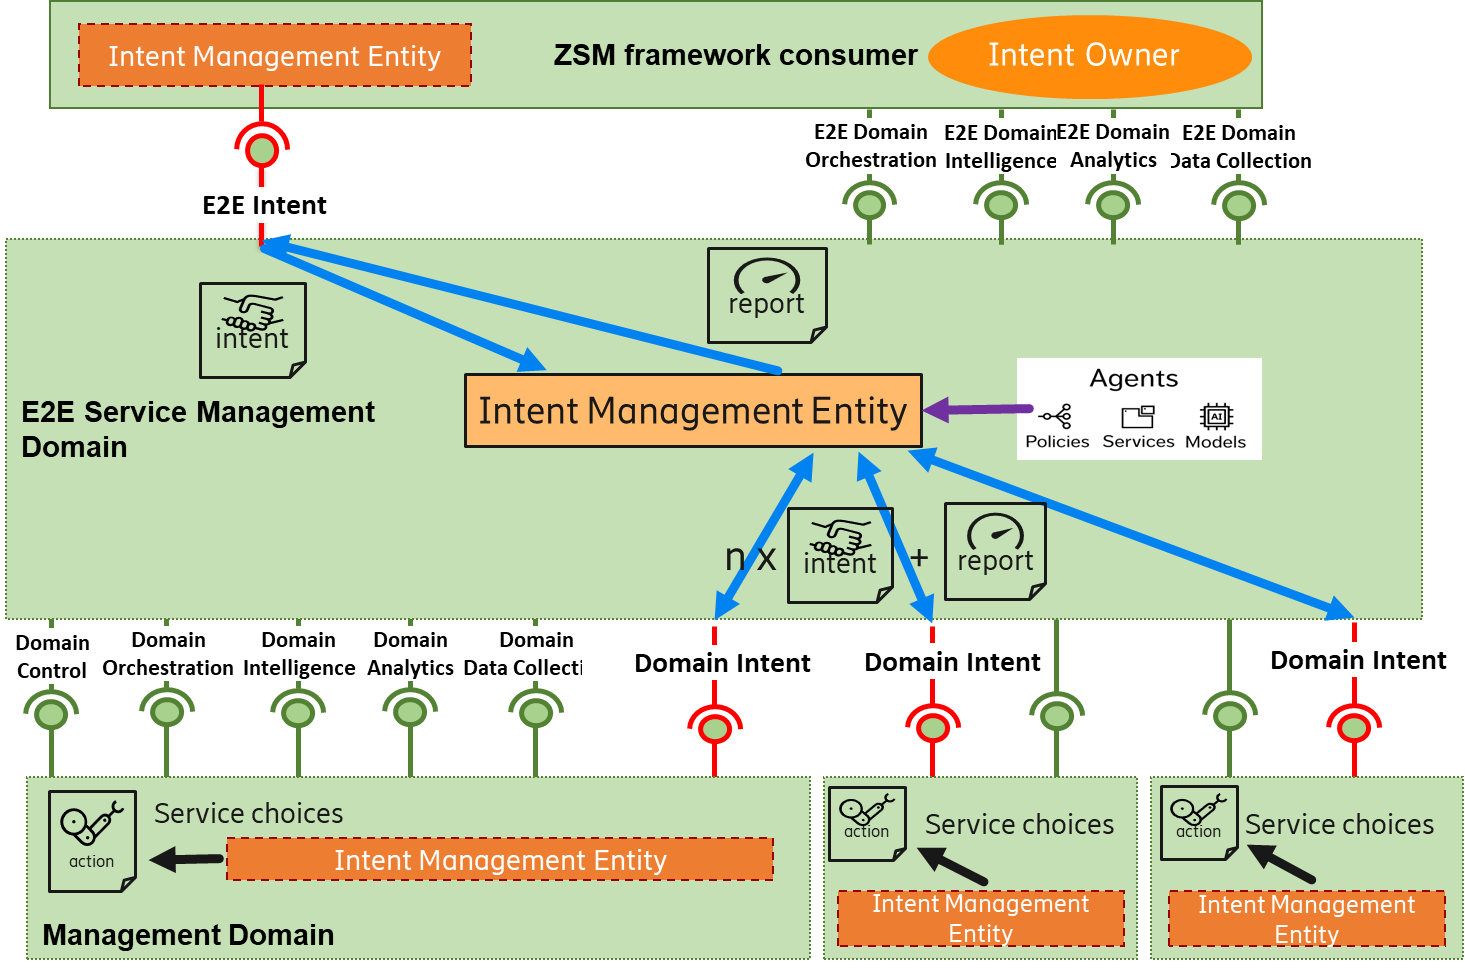 Intent Management Entity
ZSM framework consumer
Intent Owner
E2E Domain
Orchestration
E2E Domain
Intelligence
E2E Domain
Analytics
E2E Domain
Data Collection
E2E Intent
intent
report
E2E Service Management
Domain
Intent Management Entity
Agents
Policies
Services
Models
n x
intent
+
report
Domain
Control
Domain
Orchestration
Domain
Intelligence
Domain
Analytics
Domain
Data Collecti
Domain Intent
Domain Intent
Domain Intent
action
Service choices
Intent Management Entity
Management Domain
action
Service choices
Intent Management
Entity
action
Service choices
Intent Management
Entity
AI